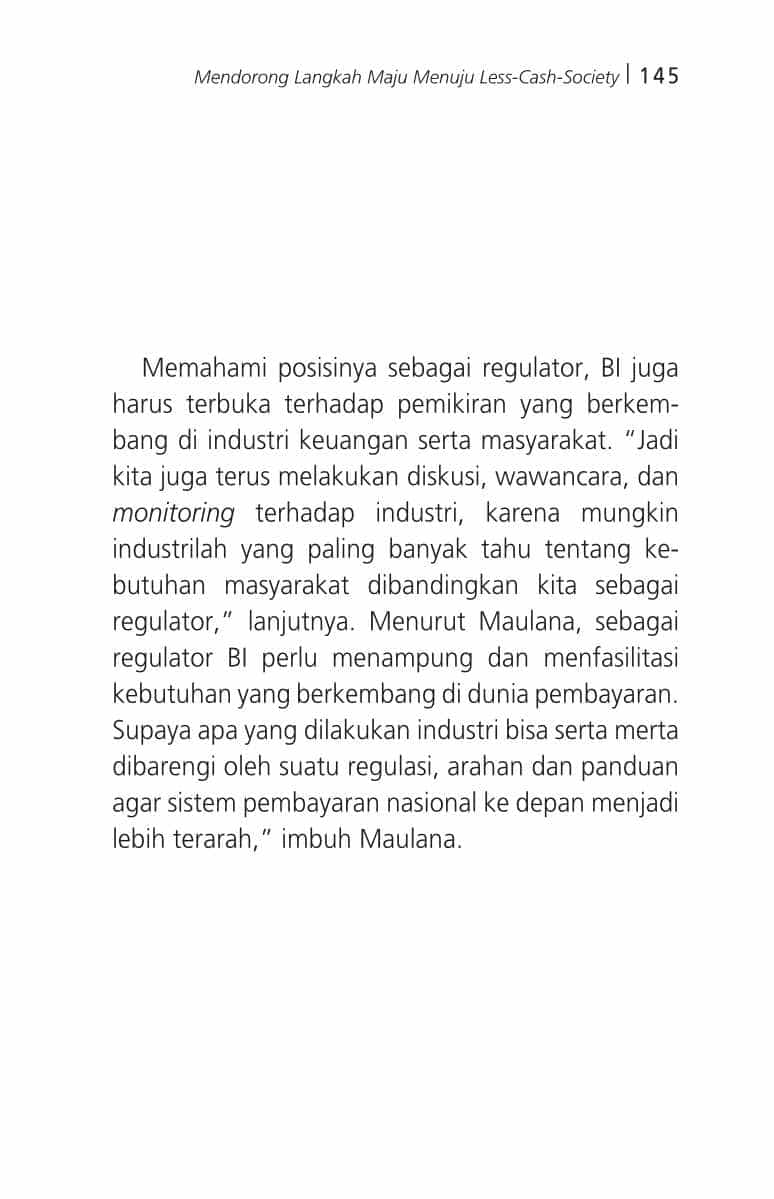 Mendorong Langkah Maju Menuju Less-Cash-Society | 145
Memahami posisinya sebagai regulator, BI juga
harus terbuka terhadap pemikiran yang berkem-
bang di industri keuangan serta masyarakat. “Jadi
kita juga terus melakukan diskusi, wawancara, dan
monitoring terhadap industri, karena mungkin
industrilah yang paling banyak tahu tentang ke-
butuhan masyarakat dibandingkan kita sebagai
regulator,” lanjutnya. Menurut Maulana, sebagai
regulator BI perlu menampung dan menfasilitasi
kebutuhan yang berkembang di dunia pembayaran.
Supaya apa yang dilakukan industri bisa serta merta
dibarengi oleh suatu regulasi, arahan dan panduan
agar sistem pembayaran nasional ke depan menjadi
lebih terarah,” imbuh Maulana.